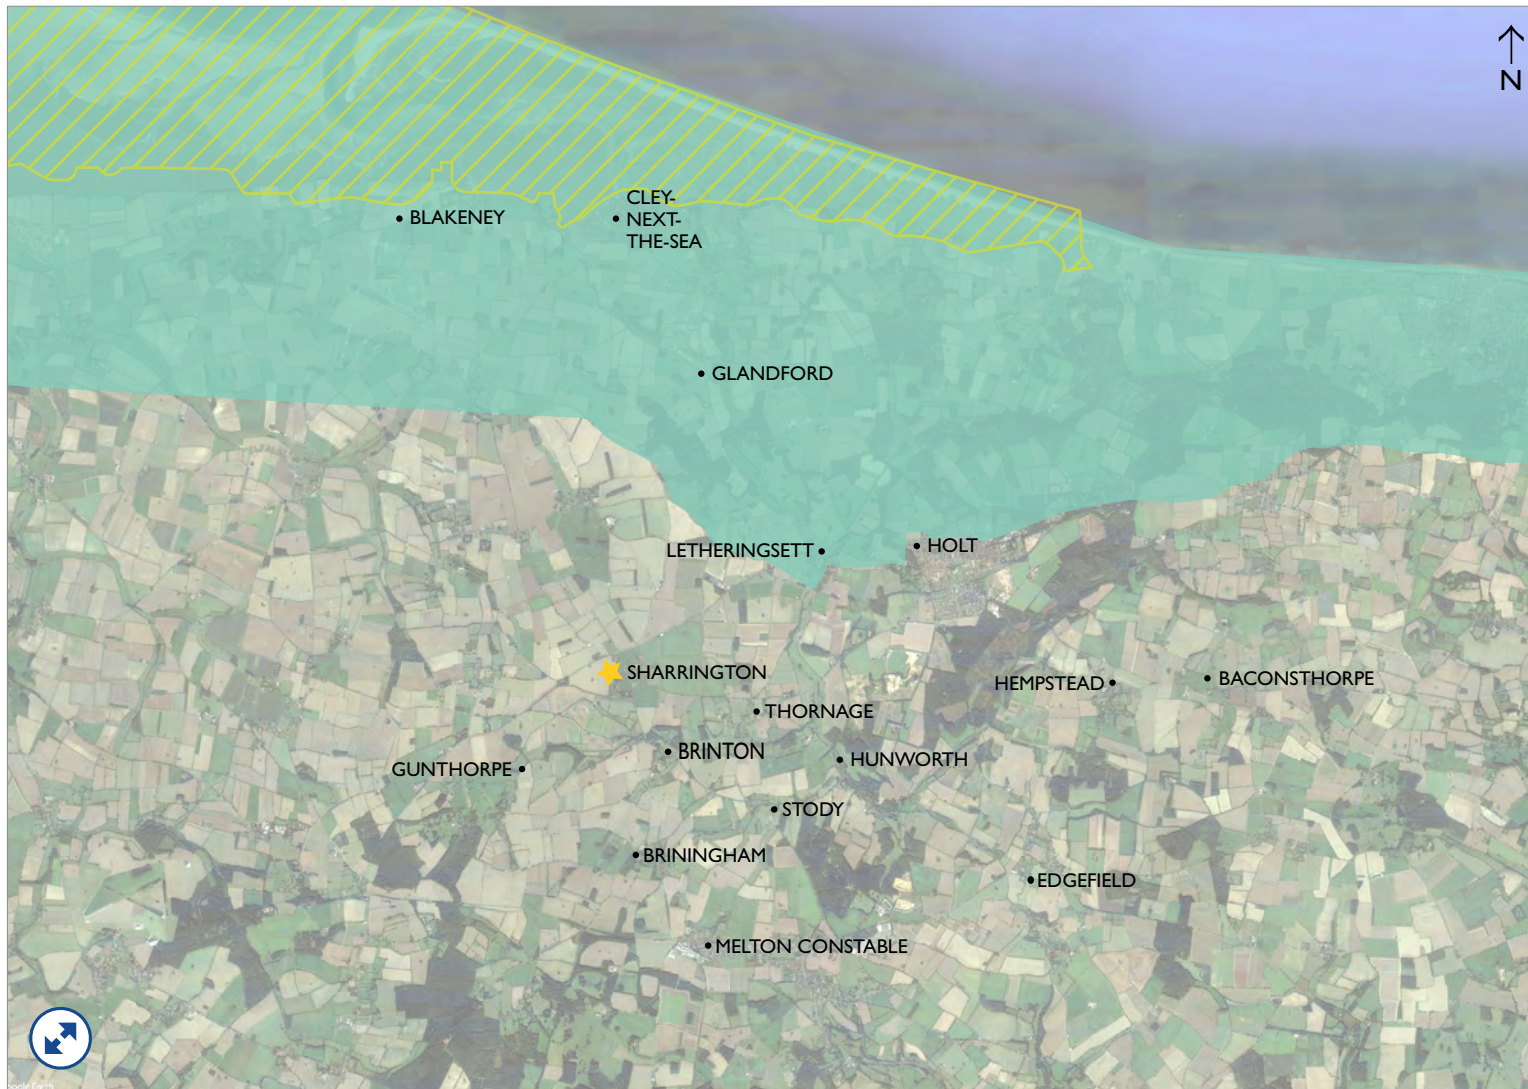 N
BLAKENEY
CLEY-
NEXT-
THE-SEA
GLANDFORD
LETHERINGSETT
HOLT
SHARRINGTON
HEMPSTEAD
BACONSTHORPE
THORNAGE
BRINTON
HUNWORTH
GUNTHORPE
STODY
BRININGHAM
EDGEFIELD
MELTON CONSTABLE